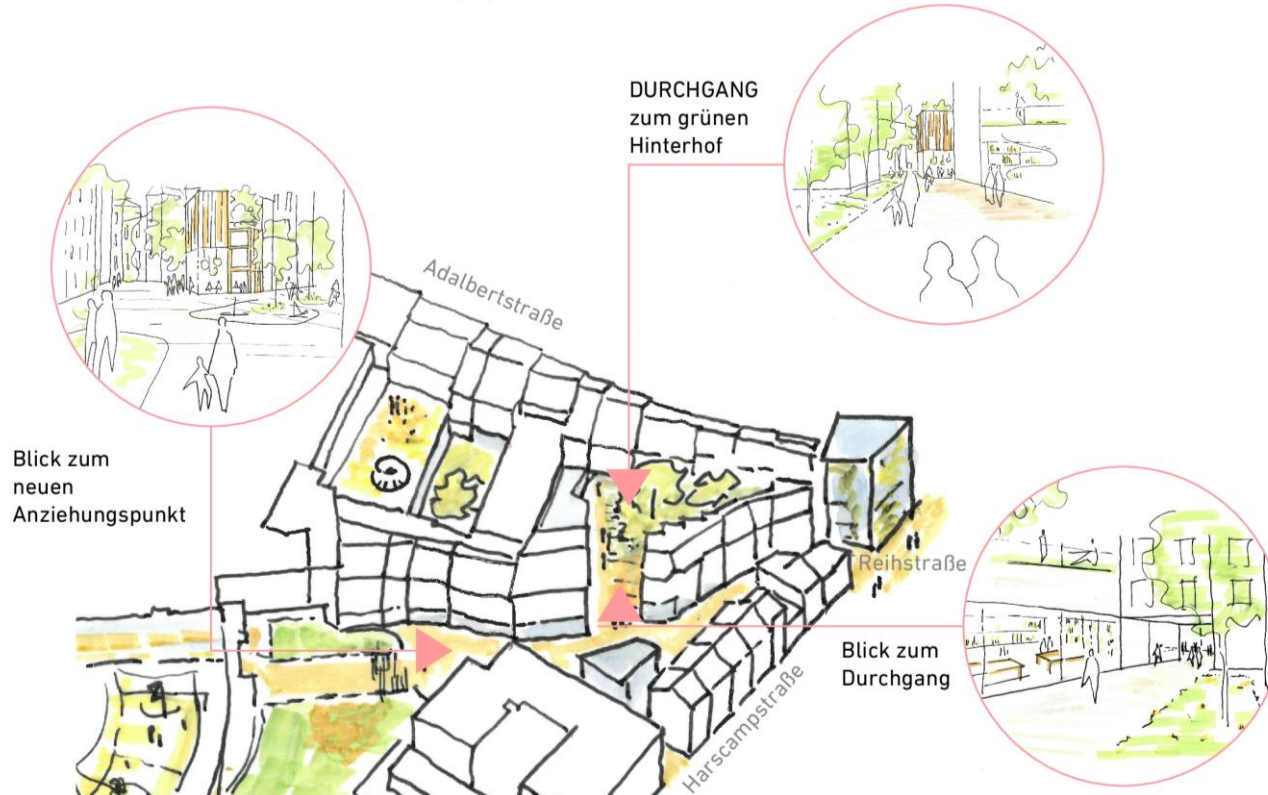 DURCHGANG
zum grünen
Hinterhof
Adalbertstraße
Blick zum
neuen
Anziehungspunkt
Reihstraße
Blick zum
Durchgang
Harscampstraße